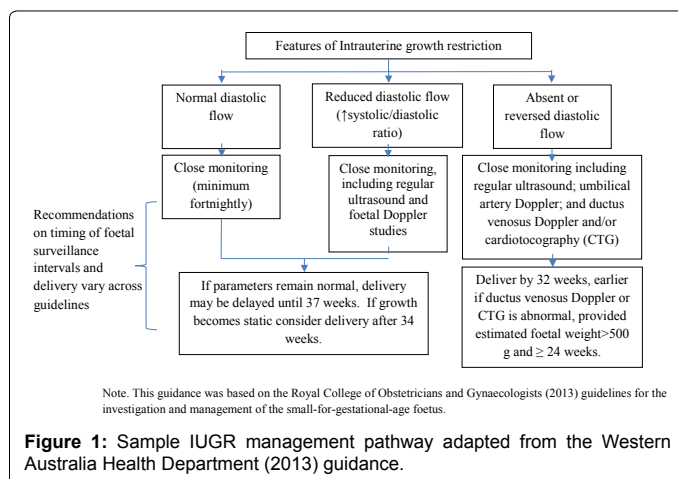 Features of Intrauterine growth restriction
Normal diastolic
flow
Reduced diastolic flow
(↑systolic/diastolic
ratio)
Absent or
reversed diastolic
flow
Close monitoring
(minimum
fortnightly)
Close monitoring,
including regular
ultrasound and
foetal Doppler
studies
Close monitoring including
regular ultrasound; umbilical
artery Doppler; and ductus
venosus Doppler and/or
cardiotocography (CTG)
Recommendations
on timing of foetal
surveillance
intervals and
delivery vary across
guidelines
If parameters remain normal, delivery
may be delayed until 37 weeks. If growth
becomes static consider delivery after 34
weeks.
Deliver by 32 weeks, earlier
if ductus venosus Doppler or
CTG is abnormal, provided
estimated foetal weight>500
g and ≥ 24 weeks.
Note. This guidance was based on the Royal College of Obstetricians and Gynaecologists (2013) guidelines for the
investigation and management of the small-for-gestational-age foetus.
Figure 1: Sample IUGR management pathway adapted from the Western
Australia Health Department (2013) guidance.